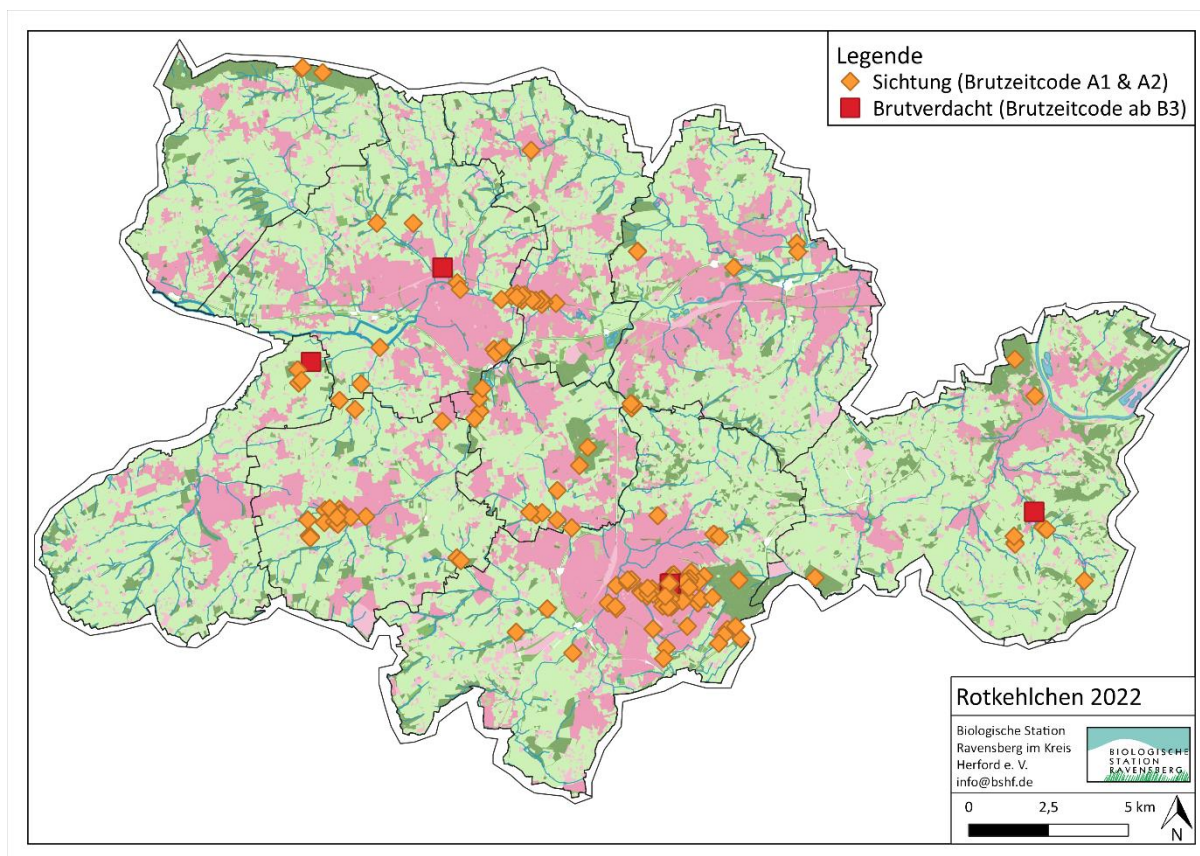 Legende
Sichtung (Brutzeitcode A1 & A2)
Brutverdacht (Brutzeitcode ab B3)
Rotkehlchen 2022
Biologische Station
Ravensberg im Kreis
Herford e. V.
info@bshf.de
BIOLOGISCHE
STATION
RAVENSBERG
0 2,5 5 km
N